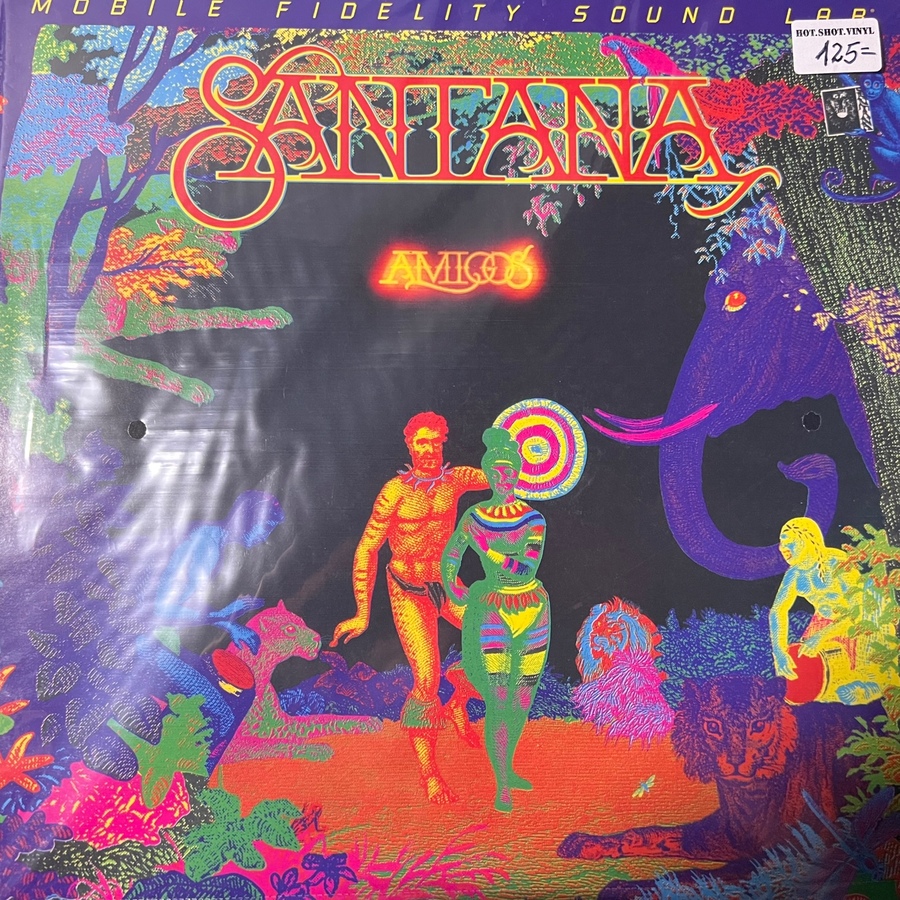 MOBILE FIDELITY SOUND LAB
HOT.SHOT.VINYL
125=
SANTANA
AMIGOS